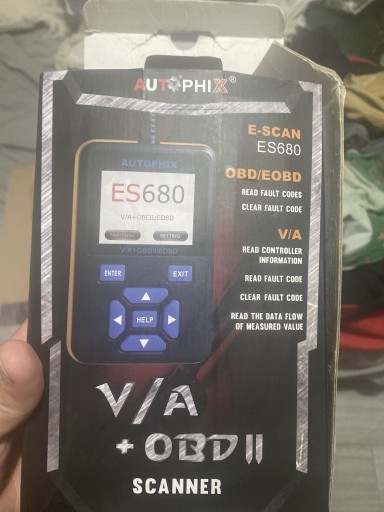 AUTOPHIX®
E-SCAN
ES680
OBD/EOBD
READ FAULT CODES
CLEAR FAULT CODE
V/A
READ CONTROLLER
INFORMATION
READ FAULT CODE
CLEAR FAULT CODE
READ THE DATA FLOW
OF MEASURED VALUE
AUTOPHIX
ES680
V/A+OBDII/EOBD
SETTING
V/A+OBDII/EOBD
ENTER
EXIT
HELP
V/A
+ OBD II
SCANNER